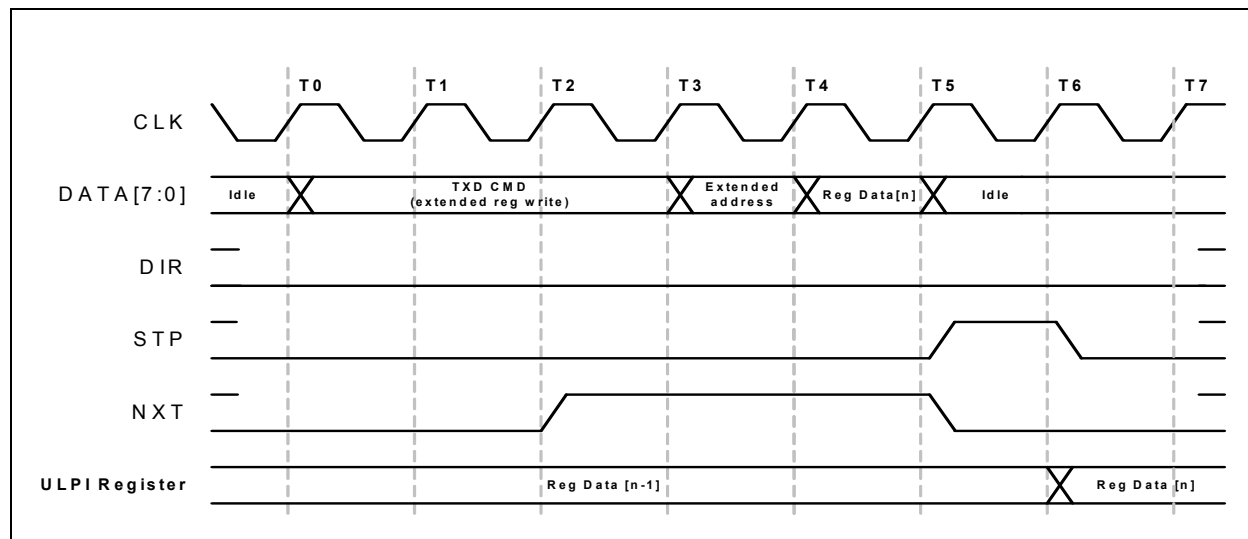 T0 T1 T2 T3 T4 T5 T6 T7
CLK
DATA[7:0] Idle TXD CMD (extended reg write) Extended address Reg Data[n] Idle
DIR
STP
NXT
ULPI Register Reg Data [n-1] Reg Data [n]